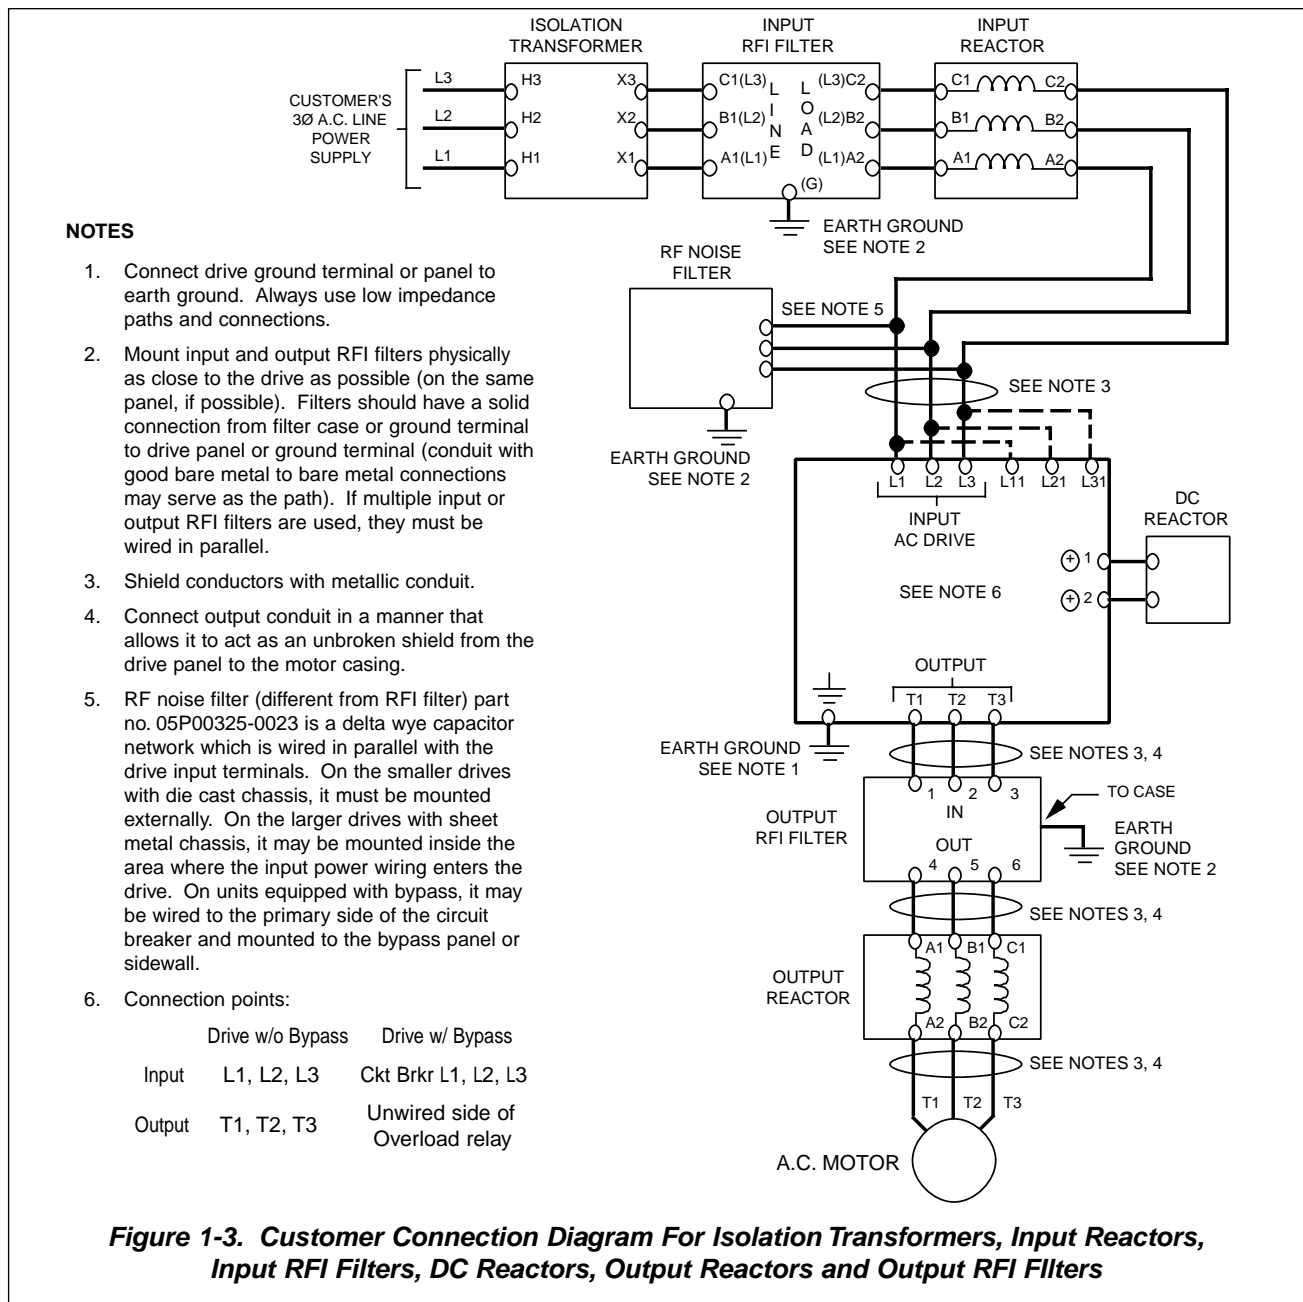 ISOLATION
TRANSFORMER
INPUT
RFI FILTER
INPUT
REACTOR
CUSTOMER'S
3Ø A.C. LINE
POWER
SUPPLY
L3
L2
L1
H3
H2
H1
X3
X2
X1
C1(L3)
B1(L2)
A1(L1)
LINE
LOAD
(L3)C2
(L2)B2
(L1)A2
(G)
C1 C2
B1 B2
A1 A2
EARTH GROUND
SEE NOTE 2
NOTES
1. Connect drive ground terminal or panel to
earth ground. Always use low impedance
paths and connections.
2. Mount input and output RFI filters physically
as close to the drive as possible (on the same
panel, if possible). Filters should have a solid
connection from filter case or ground terminal
to drive panel or ground terminal (conduit with
good bare metal to bare metal connections
may serve as the path). If multiple input or
output RFI filters are used, they must be
wired in parallel.
3. Shield conductors with metallic conduit.
4. Connect output conduit in a manner that
allows it to act as an unbroken shield from the
drive panel to the motor casing.
5. RF noise filter (different from RFI filter) part
no. 05P00325-0023 is a delta wye capacitor
network which is wired in parallel with the
drive input terminals. On the smaller drives
with die cast chassis, it must be mounted
externally. On the larger drives with sheet
metal chassis, it may be mounted inside the
area where the input power wiring enters the
drive. On units equipped with bypass, it may
be wired to the primary side of the circuit
breaker and mounted to the bypass panel or
sidewall.
6. Connection points:
Drive w/o Bypass Drive w/ Bypass
Input L1, L2, L3 Ckt Brkr L1, L2, L3
Output T1, T2, T3 Unwired side of
Overload relay
RF NOISE
FILTER
SEE NOTE 5
SEE NOTE 3
EARTH GROUND
SEE NOTE 2
L1 L2 L3 L11 L21 L31
INPUT
AC DRIVE
DC
REACTOR
+ 1
+ 2
SEE NOTE 6
OUTPUT
T1 T2 T3
EARTH GROUND
SEE NOTE 1
SEE NOTES 3, 4
1 2 3
IN
OUTPUT
RFI FILTER
OUT
4 5 6
TO CASE
EARTH
GROUND
SEE NOTE 2
SEE NOTES 3, 4
A1 B1 C1
OUTPUT
REACTOR
A2 B2 C2
SEE NOTES 3, 4
T1 T2 T3
A.C. MOTOR
Figure 1-3. Customer Connection Diagram For Isolation Transformers, Input Reactors,
Input RFI Filters, DC Reactors, Output Reactors and Output RFI FIlters